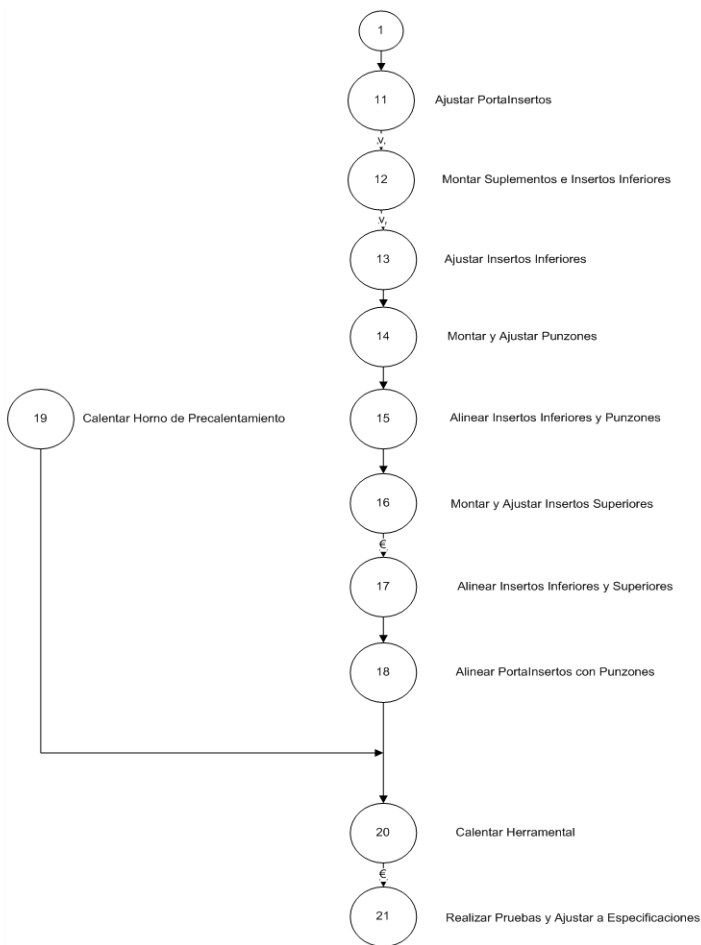 1
11 Ajustar PortaInsertos
v,
12 Montar Suplementos e Insertos Inferiores
v,
13 Ajustar Insertos Inferiores
14 Montar y Ajustar Punzones
19 Calentar Horno de Precalentamiento
15 Alinear Insertos Inferiores y Punzones
16 Montar y Ajustar Insertos Superiores
€
17 Alinear Insertos Inferiores y Superiores
18 Alinear PortaInsertos con Punzones
20 Calentar Herramental
€
21 Realizar Pruebas y Ajustar a Especificaciones